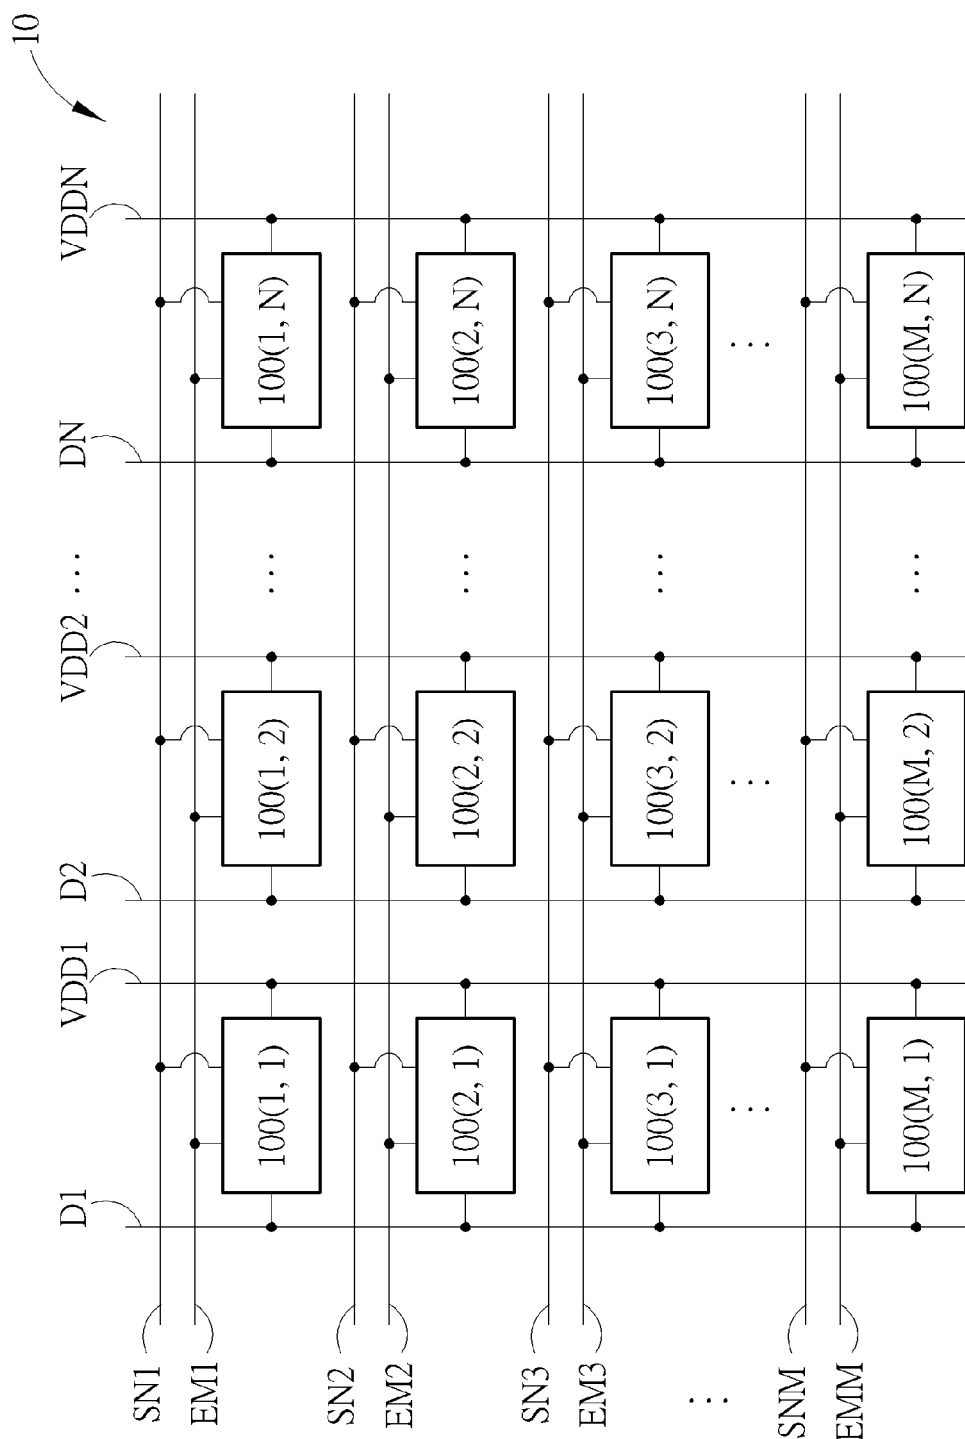 10
D1 VDD1 D2 VDD2 ... DN VDDN
SN1
EM1
100(1, 1) 100(1, 2) ... 100(1, N)
SN2
EM2
100(2, 1) 100(2, 2) ... 100(2, N)
SN3
EM3
100(3, 1) 100(3, 2) ... 100(3, N)
... ... ... ...
SNM
EMM
100(M, 1) 100(M, 2) 100(M, N)